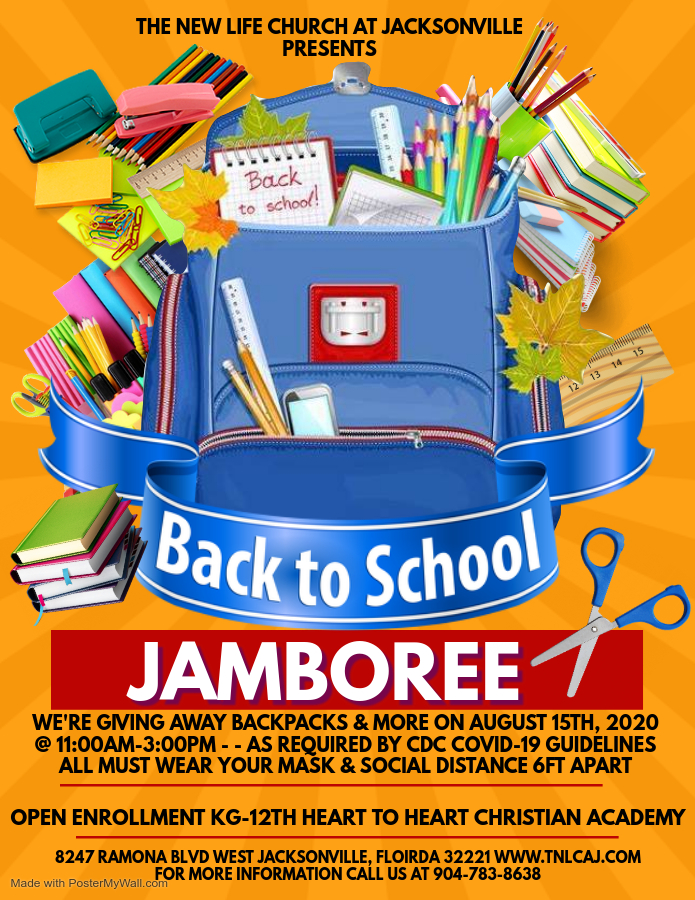 THE NEW LIFE CHURCH AT JACKSONVILLE
PRESENTS
Back
to school!
12 13 14 15
Back to School
JAMBOREE
WE'RE GIVING AWAY BACKPACKS & MORE ON AUGUST 15TH, 2020
@ 11:00AM-3:00PM - - AS REQUIRED BY CDC COVID-19 GUIDELINES
ALL MUST WEAR YOUR MASK & SOCIAL DISTANCE 6FT APART
OPEN ENROLLMENT KG-12TH HEART TO HEART CHRISTIAN ACADEMY
8247 RAMONA BLVD WEST JACKSONVILLE, FLOIRDA 32221 WWW.TNLCAJ.COM
FOR MORE INFORMATION CALL US AT 904-783-8638
Made with PosterMyWall.com